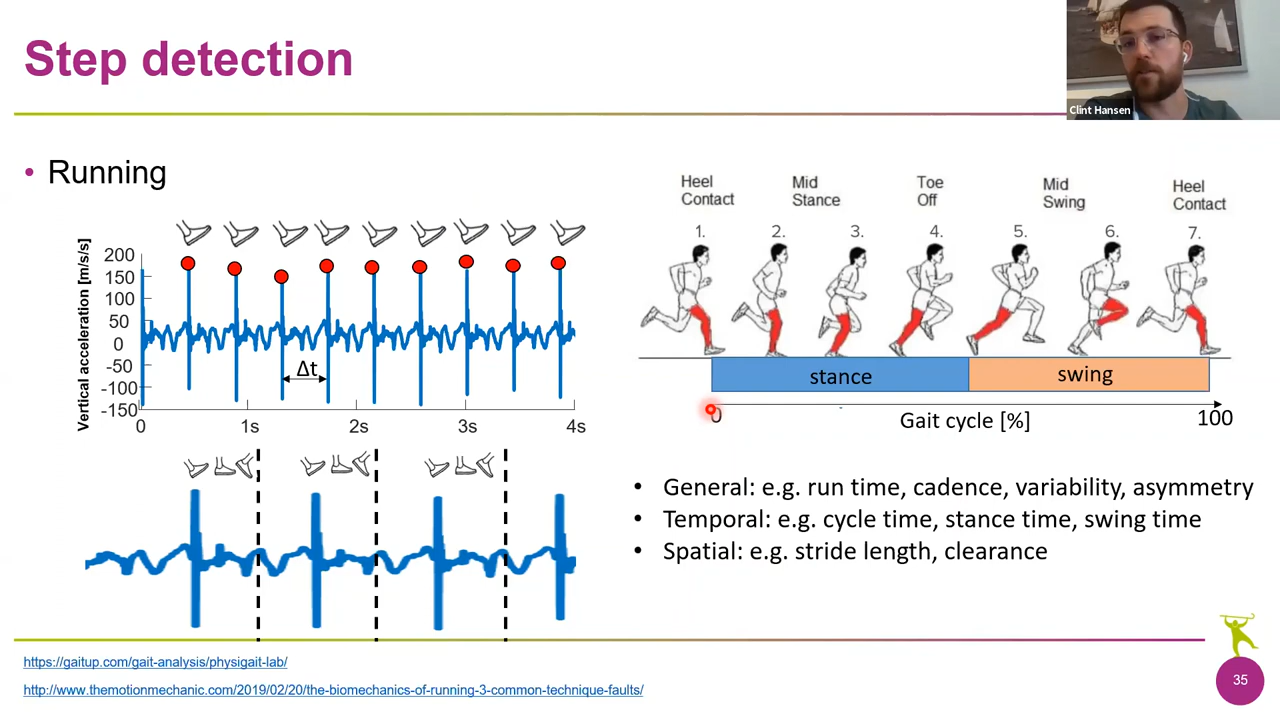 Step detection
Clint Hansen
• Running
Vertical acceleration [m/s/s]
200
150
100
50
0
-50
-100
-150
Δt
0
1s
2s
3s
4s
Heel
Contact
Mid
Stance
Toe
Off
Mid
Swing
Heel
Contact
1.
2.
3.
4.
5.
6.
7.
stance
swing
0
Gait cycle [%]
100
• General: e.g. run time, cadence, variability, asymmetry
• Temporal: e.g. cycle time, stance time, swing time
• Spatial: e.g. stride length, clearance
https://gaitup.com/gait-analysis/physigait-lab/
http://www.themotionmechanic.com/2019/02/20/the-biomechanics-of-running-3-common-technique-faults/
35